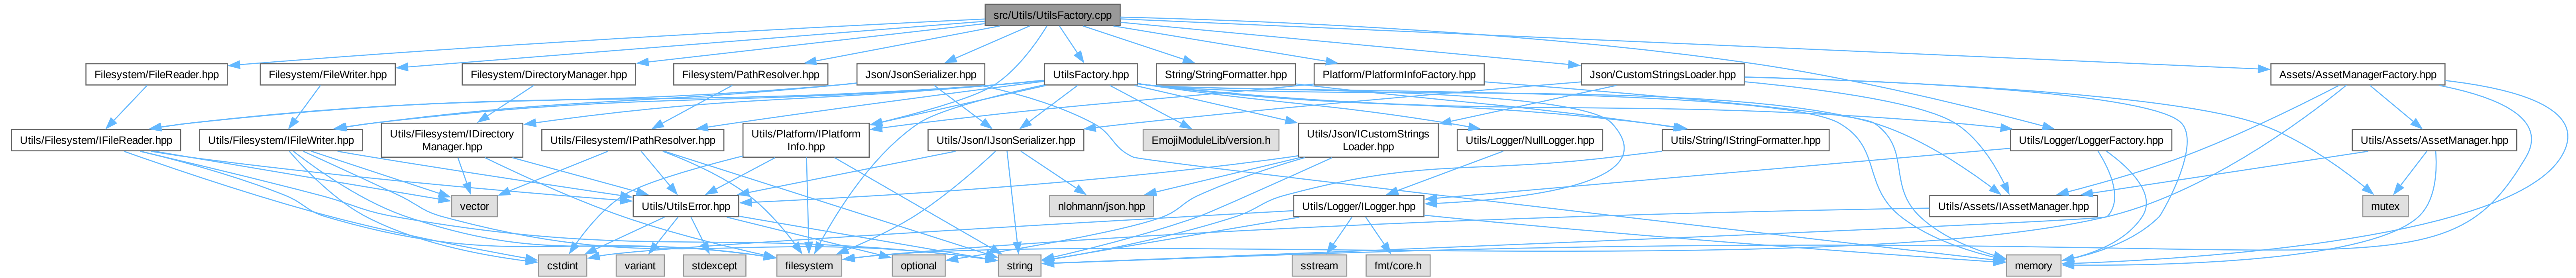 src/Utils/UtilsFactory.cpp
Filesystem/FileReader.hpp
Filesystem/FileWriter.hpp
Filesystem/DirectoryManager.hpp
Filesystem/PathResolver.hpp
Json/JsonSerializer.hpp
UtilsFactory.hpp
String/StringFormatter.hpp
Platform/PlatformInfoFactory.hpp
Json/CustomStringsLoader.hpp
Assets/AssetManagerFactory.hpp
Utils/Filesystem/IFileReader.hpp
Utils/Filesystem/IFileWriter.hpp
Utils/Filesystem/IDirectory
Manager.hpp
Utils/Filesystem/IPathResolver.hpp
Utils/Platform/IPlatform
Info.hpp
Utils/Json/IJsonSerializer.hpp
EmojiModuleLib/version.h
Utils/Json/ICustomStrings
Loader.hpp
Utils/Logger/NullLogger.hpp
Utils/String/IStringFormatter.hpp
Utils/Logger/LoggerFactory.hpp
Utils/Assets/AssetManager.hpp
vector
Utils/UtilsError.hpp
nlohmann/json.hpp
Utils/Logger/ILogger.hpp
Utils/Assets/IAssetManager.hpp
mutex
cstdint
variant
stdexcept
filesystem
optional
string
sstream
fmt/core.h
memory